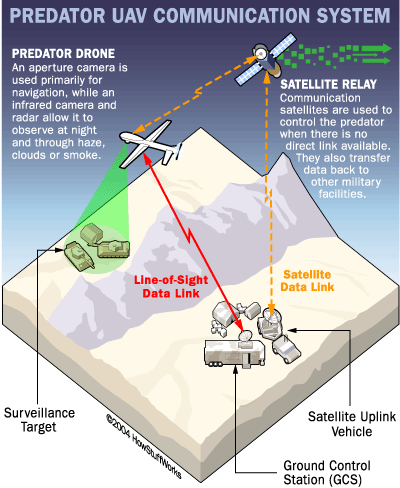 PREDATOR UAV COMMUNICATION SYSTEM
PREDATOR DRONE
An aperture camera is
used primarily for
navigation, while an
infrared camera and
radar allow it to
observe at night
and through haze,
clouds or smoke.
SATELLITE RELAY
Communication
satellites are used to
control the predator
when there is no
direct link available.
They also transfer
data back to
other military
facilities.
Line-of-Sight
Data Link
Satellite
Data Link
Surveillance
Target
©2004 HowStuffWorks
Satellite Uplink
Vehicle
Ground Control
Station (GCS)